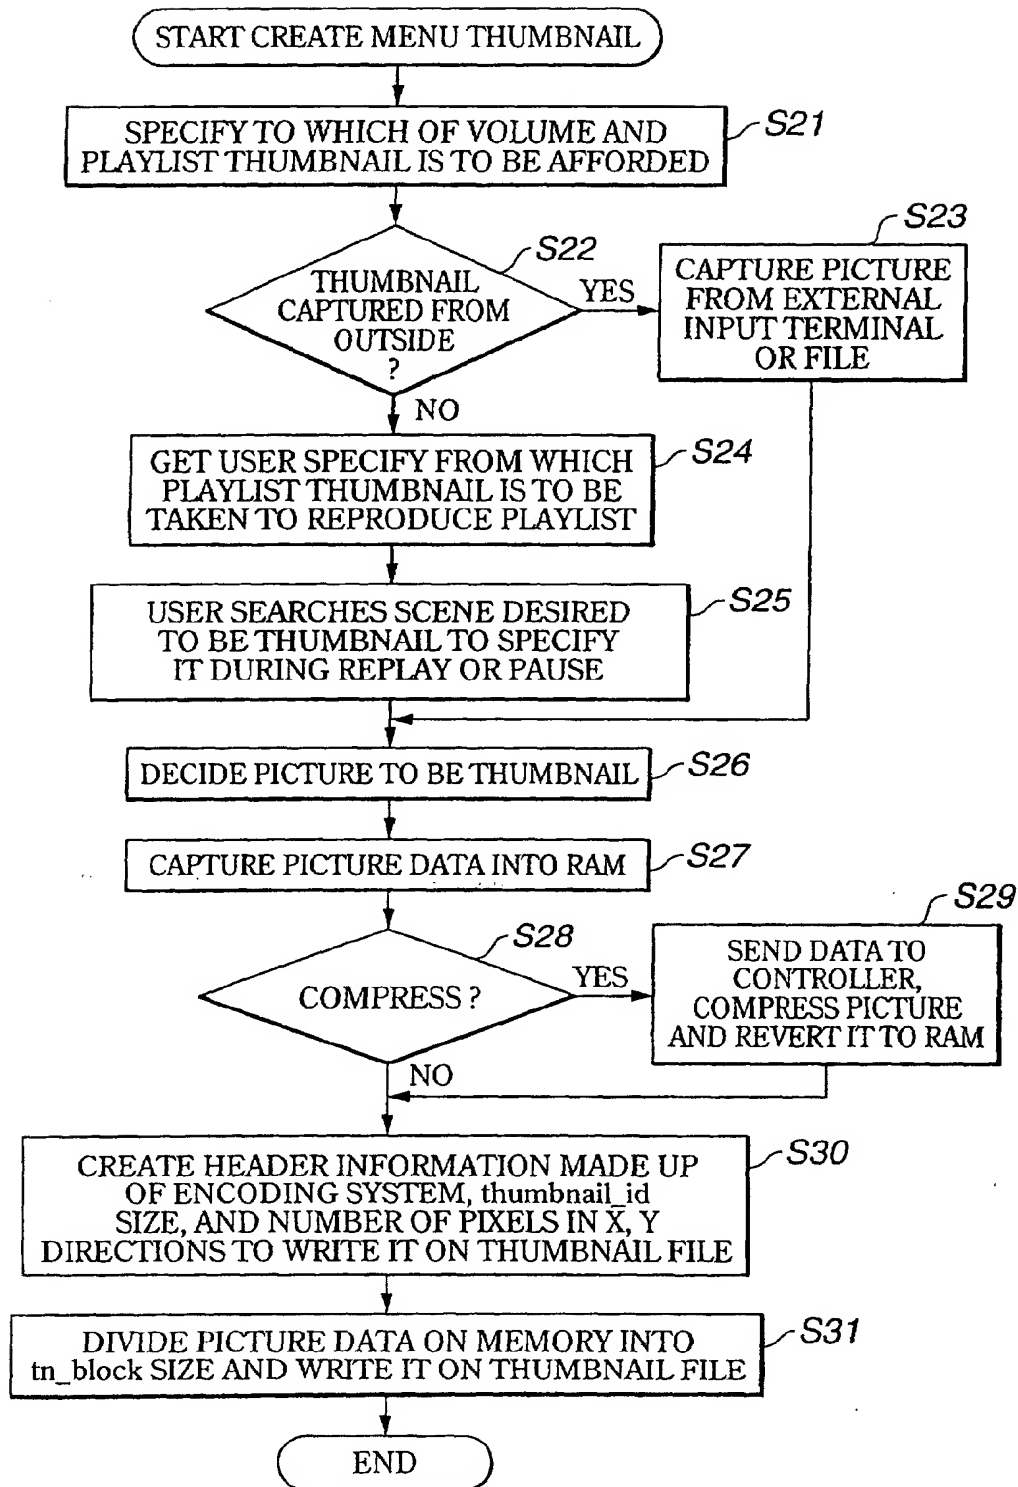 START CREATE MENU THUMBNAIL
S21
SPECIFY TO WHICH OF VOLUME AND
PLAYLIST THUMBNAIL IS TO BE AFFORDED
S22
THUMBNAIL
CAPTURED FROM
OUTSIDE
?
YES
S23
CAPTURE PICTURE
FROM EXTERNAL
INPUT TERMINAL
OR FILE
NO
S24
GET USER SPECIFY FROM WHICH
PLAYLIST THUMBNAIL IS TO BE
TAKEN TO REPRODUCE PLAYLIST
S25
USER SEARCHES SCENE DESIRED
TO BE THUMBNAIL TO SPECIFY
IT DURING REPLAY OR PAUSE
DECIDE PICTURE TO BE THUMBNAIL
S26
CAPTURE PICTURE DATA INTO RAM
S27
S28
COMPRESS ?
YES
S29
SEND DATA TO
CONTROLLER,
COMPRESS PICTURE
AND REVERT IT TO RAM
NO
S30
CREATE HEADER INFORMATION MADE UP
OF ENCODING SYSTEM, thumbnail_id
SIZE, AND NUMBER OF PIXELS IN X, Y
DIRECTIONS TO WRITE IT ON THUMBNAIL FILE
S31
DIVIDE PICTURE DATA ON MEMORY INTO
tn_block SIZE AND WRITE IT ON THUMBNAIL FILE
END